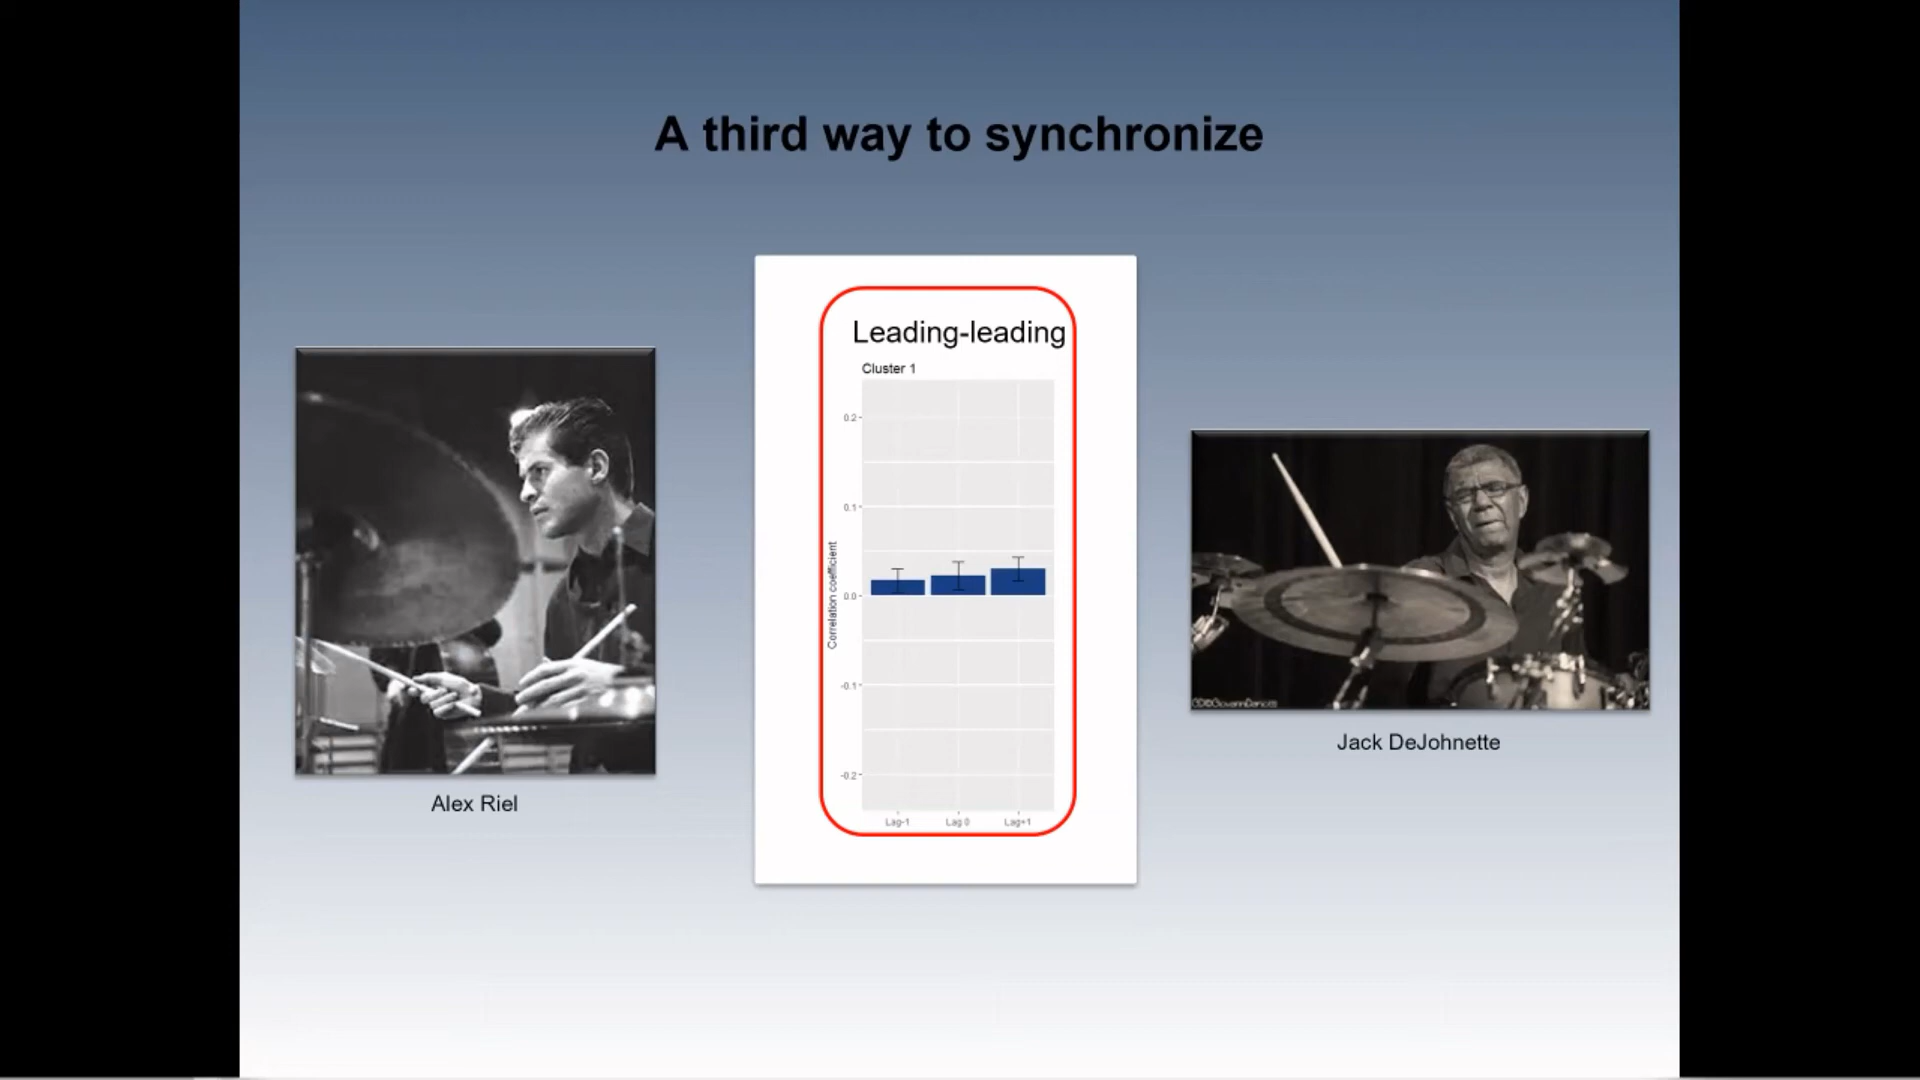 A third way to synchronize
Leading-leading
Cluster 1
0.2
0.1
0.0
-0.1
-0.2
Correlation coefficient
Lag-1
Lag 0
Lag+1
Alex Riel
Jack DeJohnette